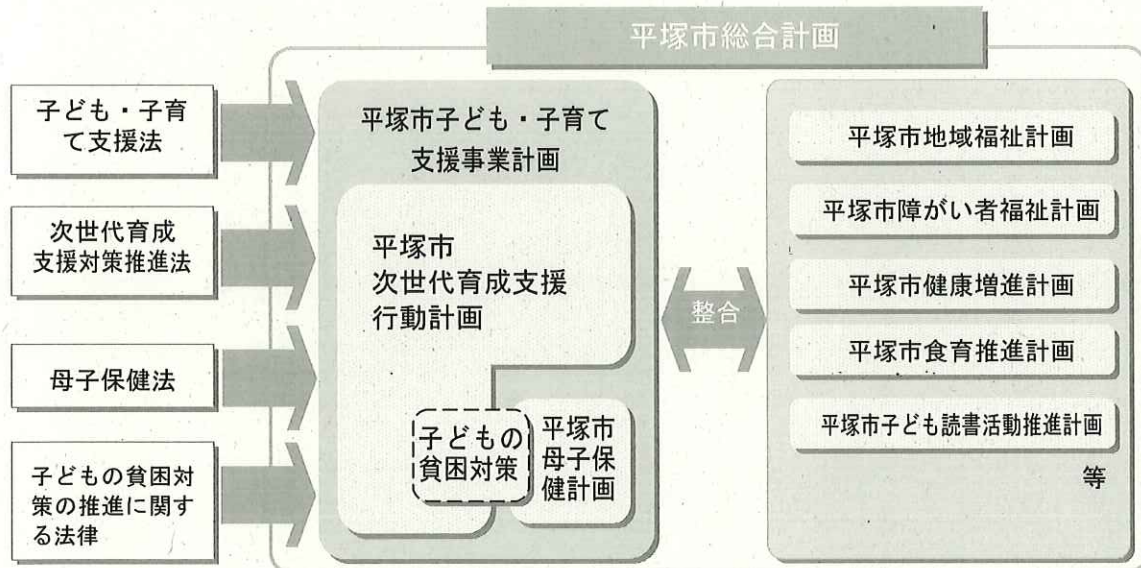 平塚市総合計画
子ども・子育
て支援法
次世代育成
支援対策推進法
母子保健法
子どもの貧困対
策の推進に関す
る法律
平塚市子ども・子育て
支援事業計画
平塚市
次世代育成支援
行動計画
子どもの
貧困対策
平塚市
母子保
健計画
整合
平塚市地域福祉計画
平塚市障がい者福祉計画
平塚市健康増進計画
平塚市食育推進計画
平塚市子ども読書活動推進計画
等